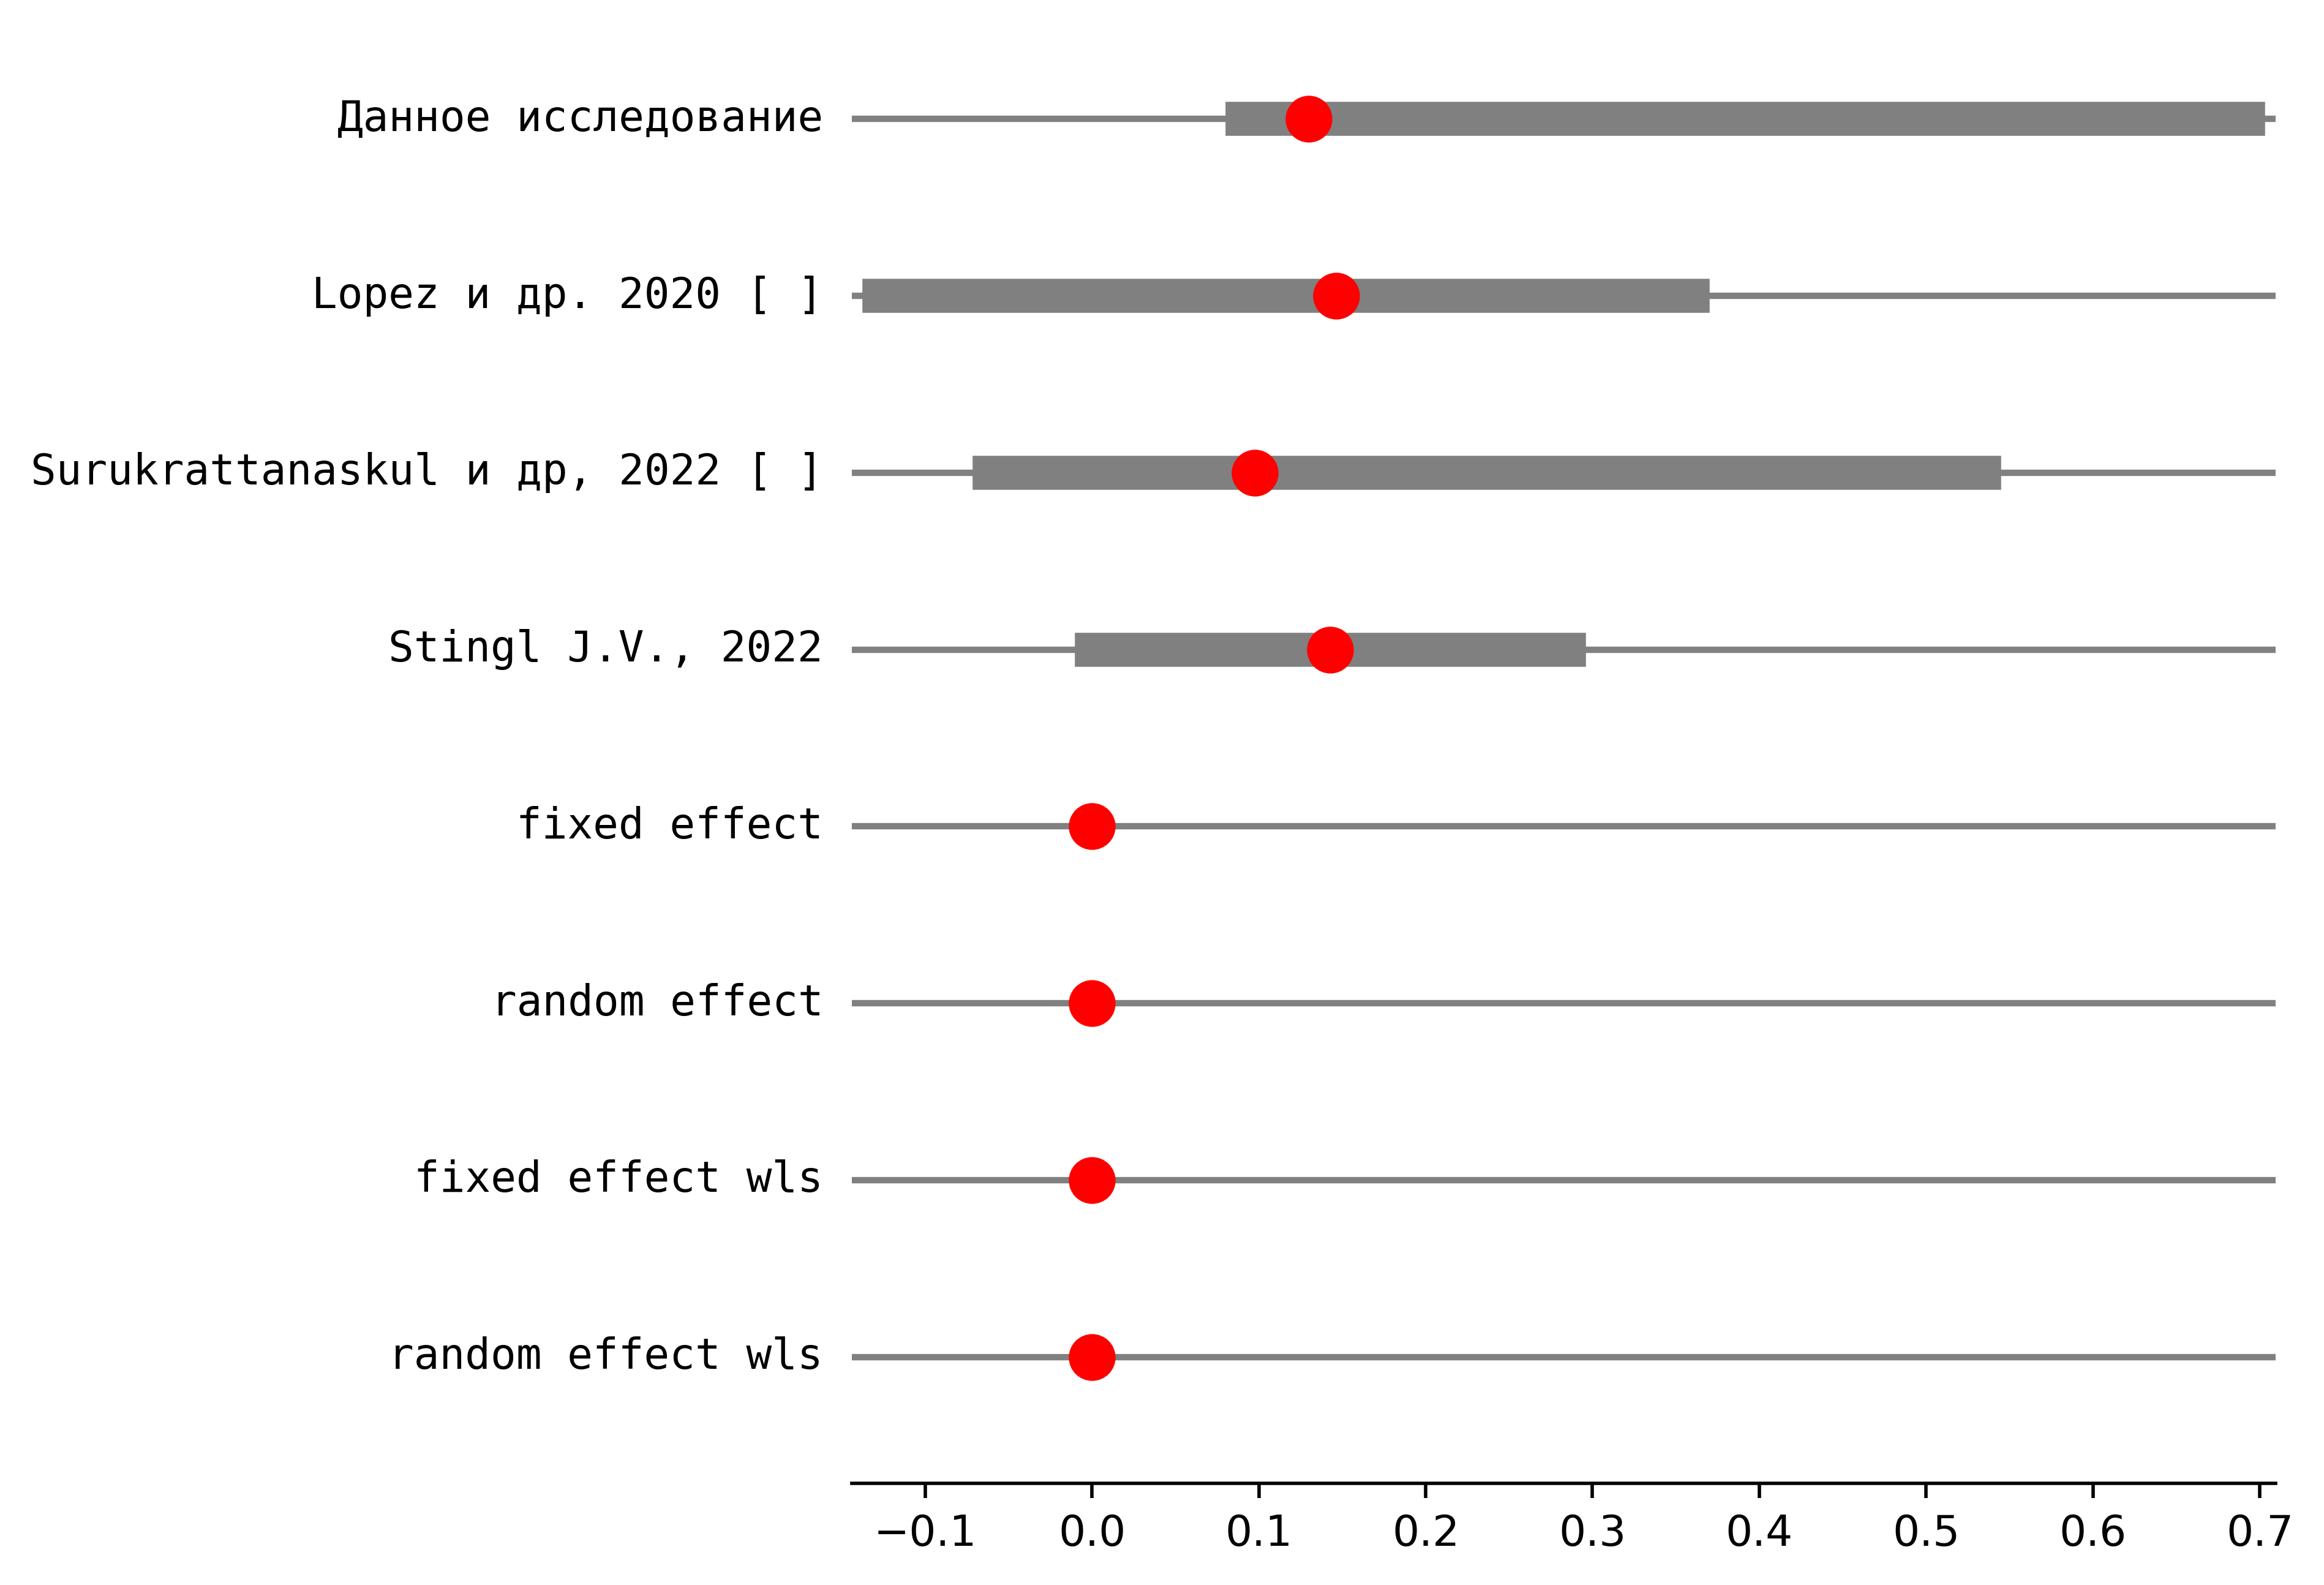 Данное исследование
Lopez и др. 2020 [ ]
Surukrattanaskul и др, 2022 [ ]
Stingl J.V., 2022
fixed effect
random effect
fixed effect wls
random effect wls
−0.1 0.0 0.1 0.2 0.3 0.4 0.5 0.6 0.7